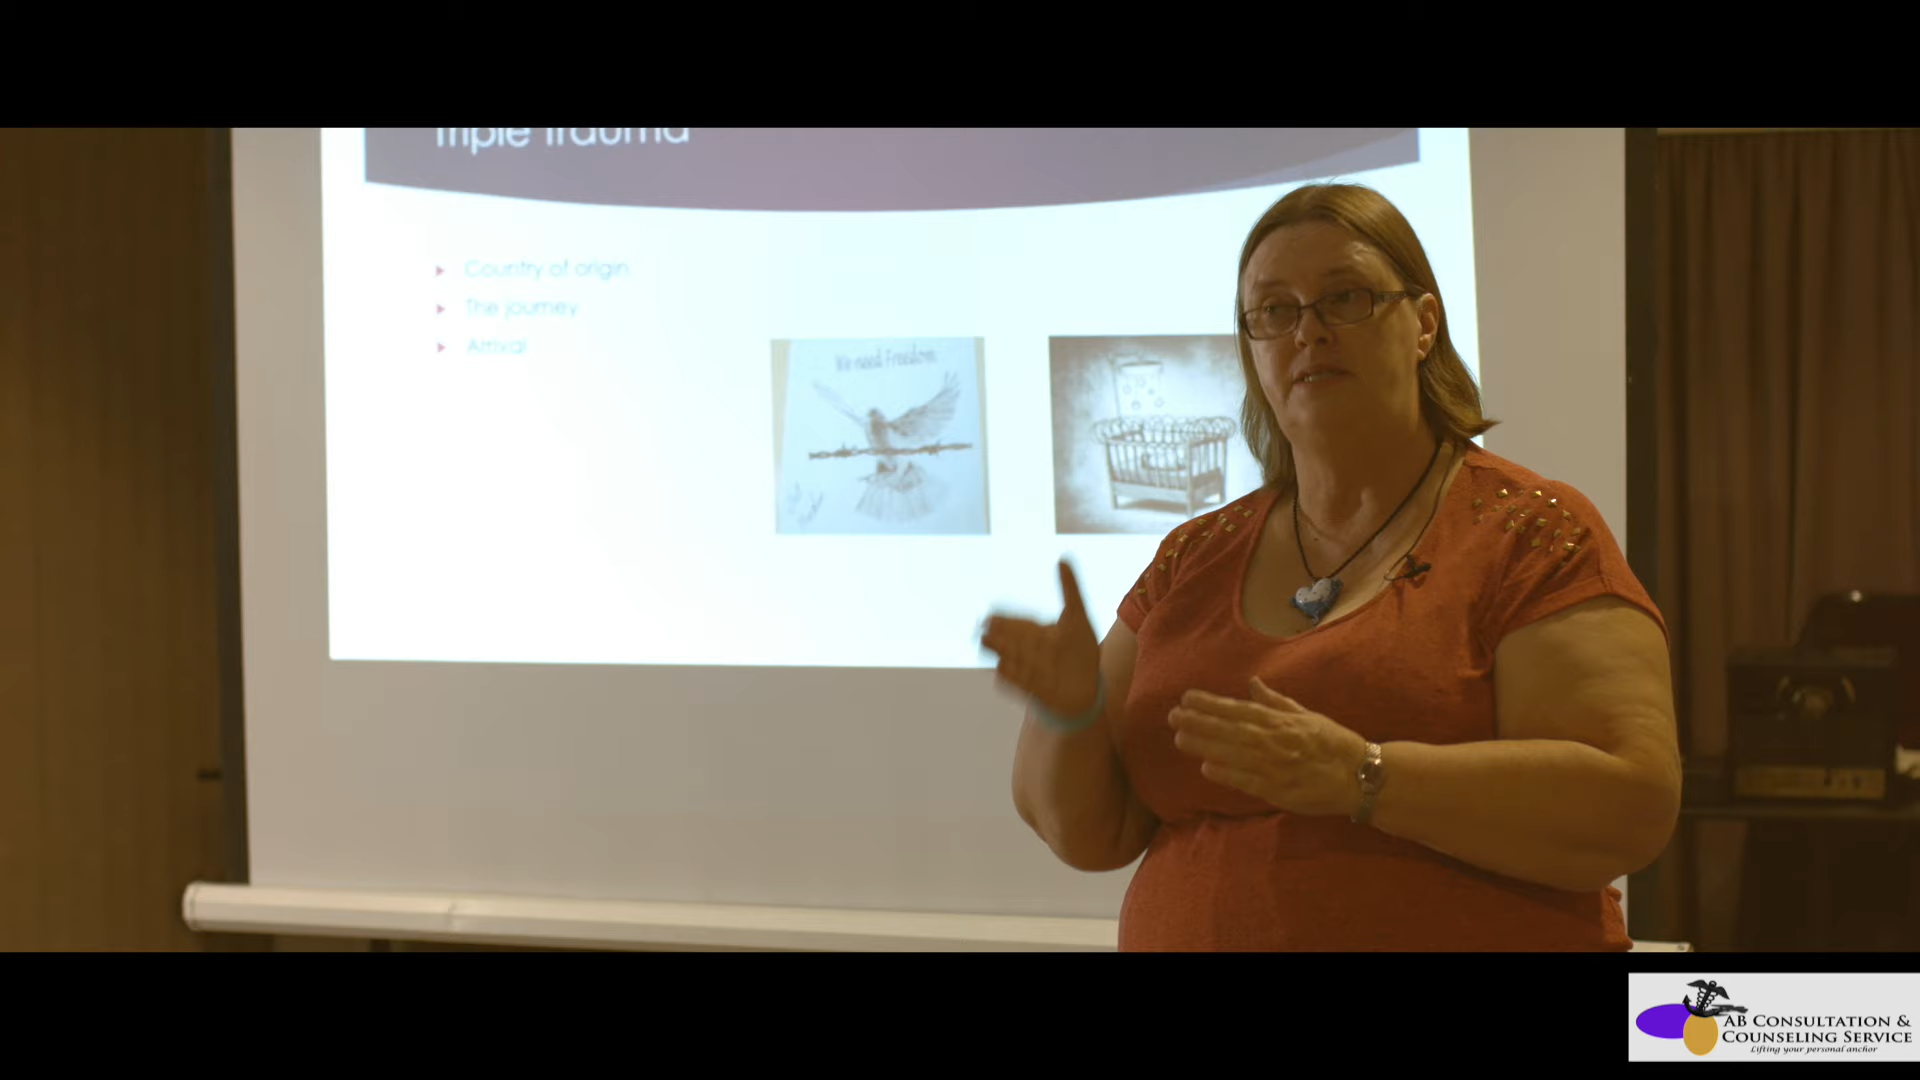 Triple Trauma
Country of origin
The journey
Arrival
We need Freedom
AB CONSULTATION &
COUNSELING SERVICE
Lifting your personal anchor